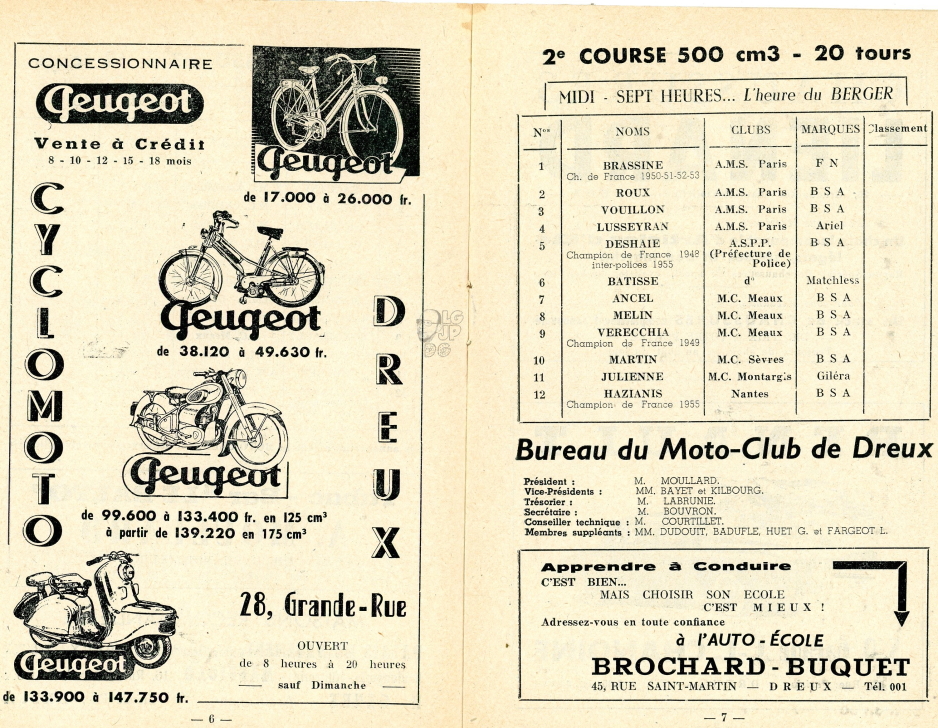 CONCESSIONNAIRE
Peugeot
Vente à Crédit
8 - 10 - 12 - 15 - 18 mois
Peugeot
de 17.000 à 26.000 fr.
CYCLOMOTO
DREUX
Peugeot
de 38.120 à 49.630 fr.
Peugeot
de 99.600 à 133.400 fr. en 125 cm³
à partir de 139.220 en 175 cm³
Peugeot
de 133.900 à 147.750 fr.
28, Grande-Rue
OUVERT
de 8 heures à 20 heures
sauf Dimanche
— 6 —
2e COURSE 500 cm3 - 20 tours
MIDI - SEPT HEURES... L'heure du BERGER
Nos NOMS CLUBS MARQUES Classement
1 BRASSINE A.M.S. Paris F N
Ch. de France 1950-51-52-53
2 ROUX A.M.S. Paris B S A
3 VOUILLON A.M.S. Paris B S A
4 LUSSEYRAN A.M.S. Paris Ariel
5 DESHAIE A.S.P.P. B S A
Champion de France 1948 (Préfecture de
inter-polices 1955 Police)
6 BATISSE d° Matchless
7 ANCEL M.C. Meaux B S A
8 MELIN M.C. Meaux B S A
9 VERECCHIA M.C. Meaux B S A
Champion de France 1949
10 MARTIN M.C. Sèvres B S A
11 JULIENNE M.C. Montargis Giléra
12 HAZIANIS Nantes B S A
Champion de France 1955
Bureau du Moto-Club de Dreux
Président : M. MOULLARD.
Vice-Présidents : MM. BAYET et KILBOURG.
Trésorier : M. LABRUNIE.
Secrétaire : M. BOUVRON.
Conseiller technique : M. COURTILLET.
Membres suppléants : MM. DUDOUIT, BADUFLE, HUET G. et FARGEOT L.
Apprendre à Conduire
C'EST BIEN...
MAIS CHOISIR SON ECOLE
C'EST MIEUX !
Adressez-vous en toute confiance
à l'AUTO-ÉCOLE
BROCHARD-BUQUET
45, RUE SAINT-MARTIN — DREUX — Tél. 001
— 7 —